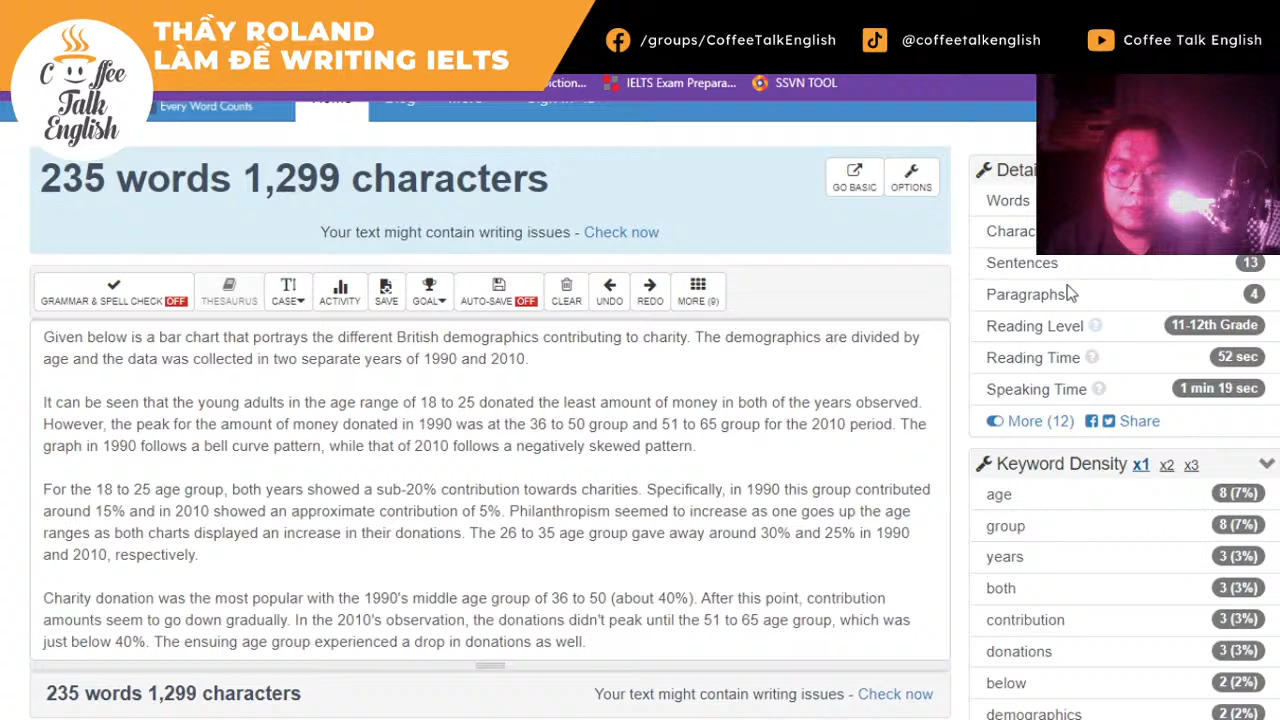 THẦY ROLAND
LÀM ĐỀ WRITING IELTS
Coffee
Talk
English
/groups/CoffeeTalkEnglish
@coffeetalkenglish
Coffee Talk English
iction...
IELTS Exam Prepara...
SSVN TOOL
Every Word Counts
235 words 1,299 characters
GO BASIC
OPTIONS
Your text might contain writing issues - Check now
GRAMMAR & SPELL CHECK OFF
THESAURUS
CASE
ACTIVITY
SAVE
GOAL
AUTO-SAVE OFF
CLEAR
UNDO
REDO
MORE (9)
Given below is a bar chart that portrays the different British demographics contributing to charity. The demographics are divided by
age and the data was collected in two separate years of 1990 and 2010.
It can be seen that the young adults in the age range of 18 to 25 donated the least amount of money in both of the years observed.
However, the peak for the amount of money donated in 1990 was at the 36 to 50 group and 51 to 65 group for the 2010 period. The
graph in 1990 follows a bell curve pattern, while that of 2010 follows a negatively skewed pattern.
For the 18 to 25 age group, both years showed a sub-20% contribution towards charities. Specifically, in 1990 this group contributed
around 15% and in 2010 showed an approximate contribution of 5%. Philanthropism seemed to increase as one goes up the age
ranges as both charts displayed an increase in their donations. The 26 to 35 age group gave away around 30% and 25% in 1990
and 2010, respectively.
Charity donation was the most popular with the 1990's middle age group of 36 to 50 (about 40%). After this point, contribution
amounts seem to go down gradually. In the 2010's observation, the donations didn't peak until the 51 to 65 age group, which was
just below 40%. The ensuing age group experienced a drop in donations as well.
235 words 1,299 characters
Your text might contain writing issues - Check now
Detai
Words
Charac
Sentences 13
Paragraphs 4
Reading Level 11-12th Grade
Reading Time 52 sec
Speaking Time 1 min 19 sec
More (12) Share
Keyword Density x1 x2 x3
age 8 (7%)
group 8 (7%)
years 3 (3%)
both 3 (3%)
contribution 3 (3%)
donations 3 (3%)
below 2 (2%)
demographics 2 (2%)